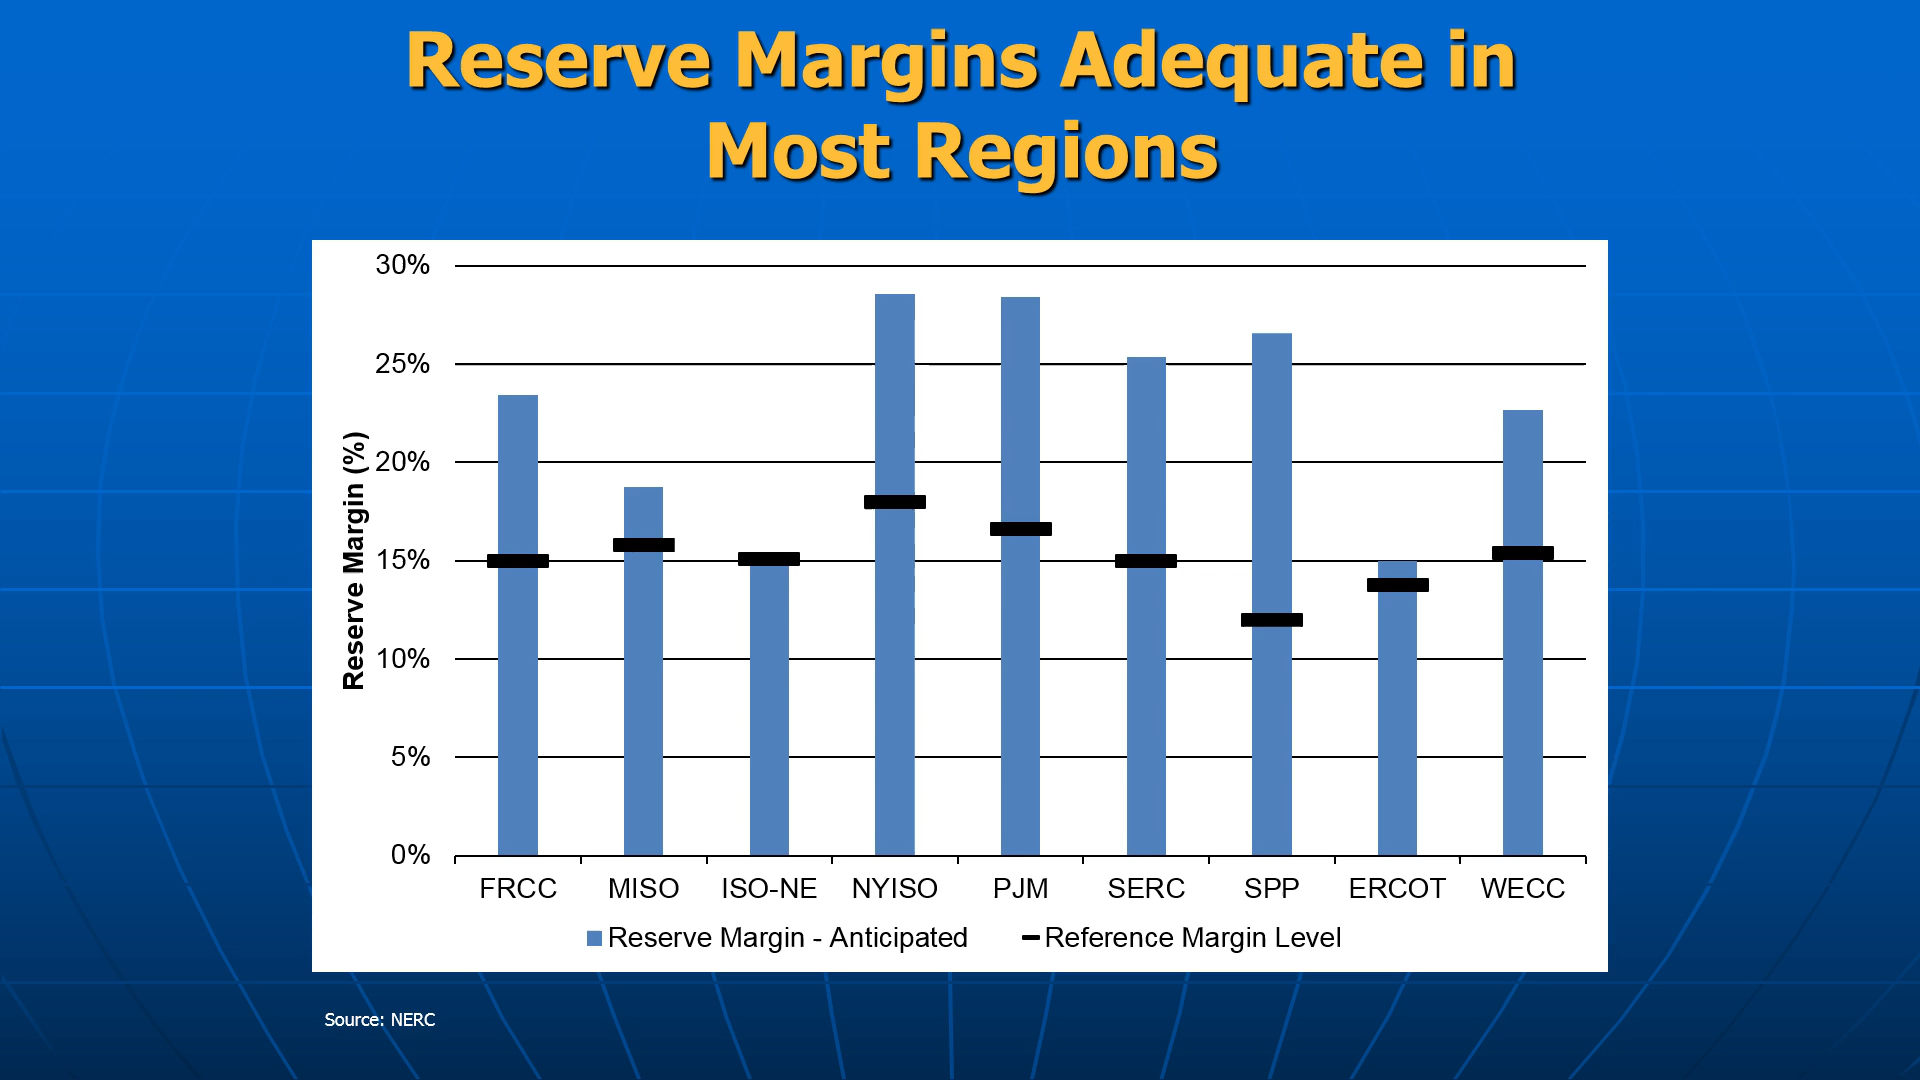 Reserve Margins Adequate in
Most Regions
Reserve Margin (%)
30%
25%
20%
15%
10%
5%
0%
FRCC MISO ISO-NE NYISO PJM SERC SPP ERCOT WECC
Reserve Margin - Anticipated Reference Margin Level
Source: NERC